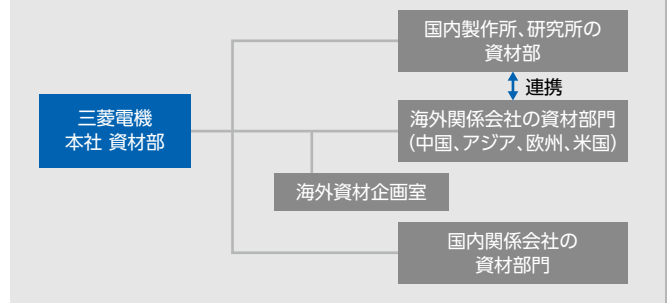 国内製作所、研究所の
資材部
連携
三菱電機
本社 資材部
海外関係会社の資材部門
(中国、アジア、欧州、米国)
海外資材企画室
国内関係会社の
資材部門